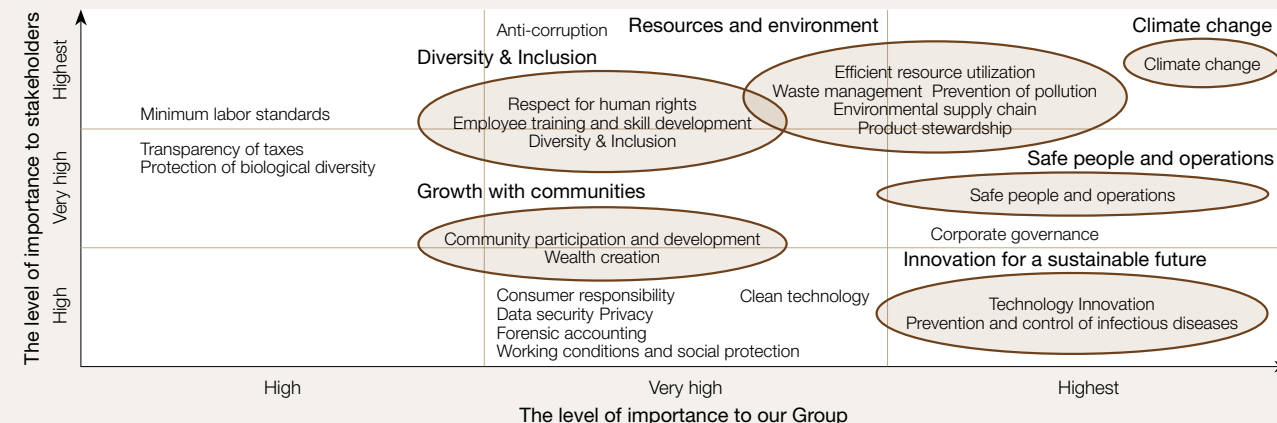 The level of importance to stakeholders
Highest
Very high
High
Anti-corruption
Resources and environment
Climate change
Diversity & Inclusion
Climate change
Efficient resource utilization
Waste management Prevention of pollution
Environmental supply chain
Product stewardship
Respect for human rights
Employee training and skill development
Diversity & Inclusion
Minimum labor standards
Transparency of taxes
Protection of biological diversity
Safe people and operations
Safe people and operations
Growth with communities
Community participation and development
Wealth creation
Corporate governance
Innovation for a sustainable future
Technology Innovation
Prevention and control of infectious diseases
Consumer responsibility
Data security Privacy
Forensic accounting
Working conditions and social protection
Clean technology
High
Very high
Highest
The level of importance to our Group